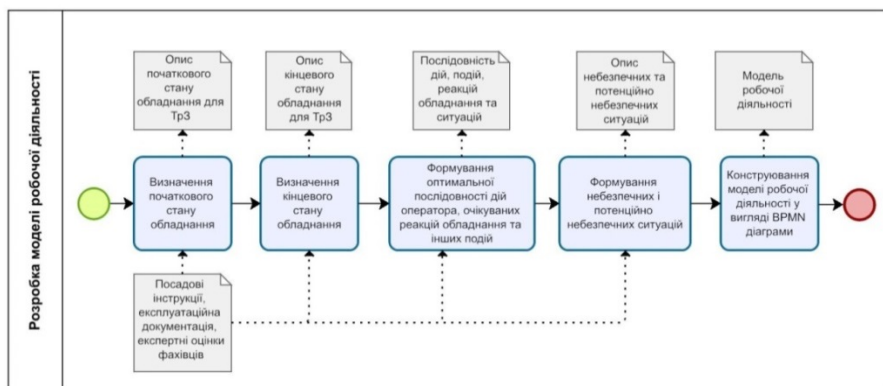 Розробка моделі робочої діяльності
Опис
початкового
стану
обладнання для
ТрЗ
Опис
кінцевого
стану
обладнання
для ТрЗ
Послідовність
дій, подій,
реакцій
обладнання та
ситуацій
Опис
небезпечних та
потенційно
небезпечних
ситуацій
Модель
робочої
діяльності
Визначення
початкового
стану
обладнання
Визначення
кінцевого
стану
обладнання
Формування
оптимальної
послідовності дій
оператора, очікуваних
реакцій обладнання та
інших подій
Формування
небезпечних і
потенційно
небезпечних ситуацій
Конструювання
моделі робочої
діяльності у
вигляді BPMN
діаграми
Посадові
інструкції,
експлуатаційна
документація,
експертні оцінки
фахівців